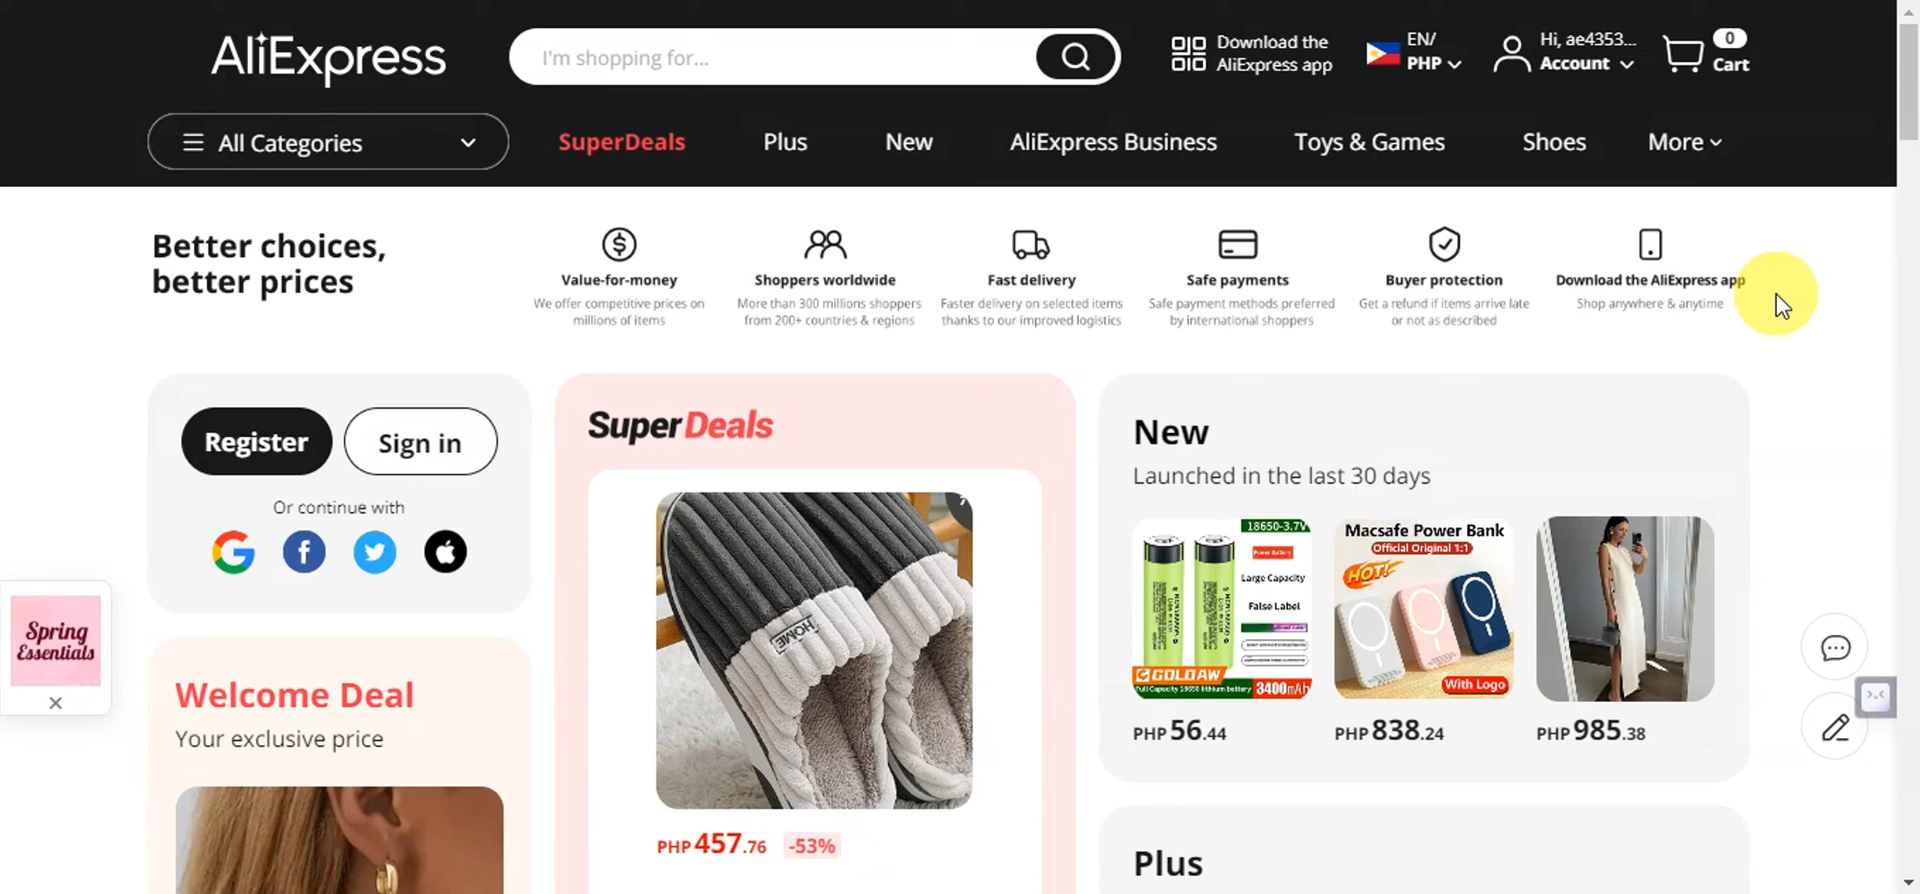 AliExpress
I'm shopping for...
Download the
AliExpress app
EN/
PHP
Hi, ae4353...
Account
0
Cart
All Categories
SuperDeals
Plus
New
AliExpress Business
Toys & Games
Shoes
More
Better choices,
better prices
Value-for-money
We offer competitive prices on
millions of items
Shoppers worldwide
More than 300 millions shoppers
from 200+ countries & regions
Fast delivery
Faster delivery on selected items
thanks to our improved logistics
Safe payments
Safe payment methods preferred
by international shoppers
Buyer protection
Get a refund if items arrive late
or not as described
Download the AliExpress app
Shop anywhere & anytime
Register
Sign in
Or continue with
Spring
Essentials
Welcome Deal
Your exclusive price
SuperDeals
HOME
PHP 457.76
-53%
New
Launched in the last 30 days
18650-3.7V
Power Battery
Large Capacity
False Label
GOLDAW
Full Capacity 18650 lithium battery
3400mAh
PHP 56.44
Macsafe Power Bank
Official Original 1:1
HOT!
With Logo
PHP 838.24
PHP 985.38
Plus